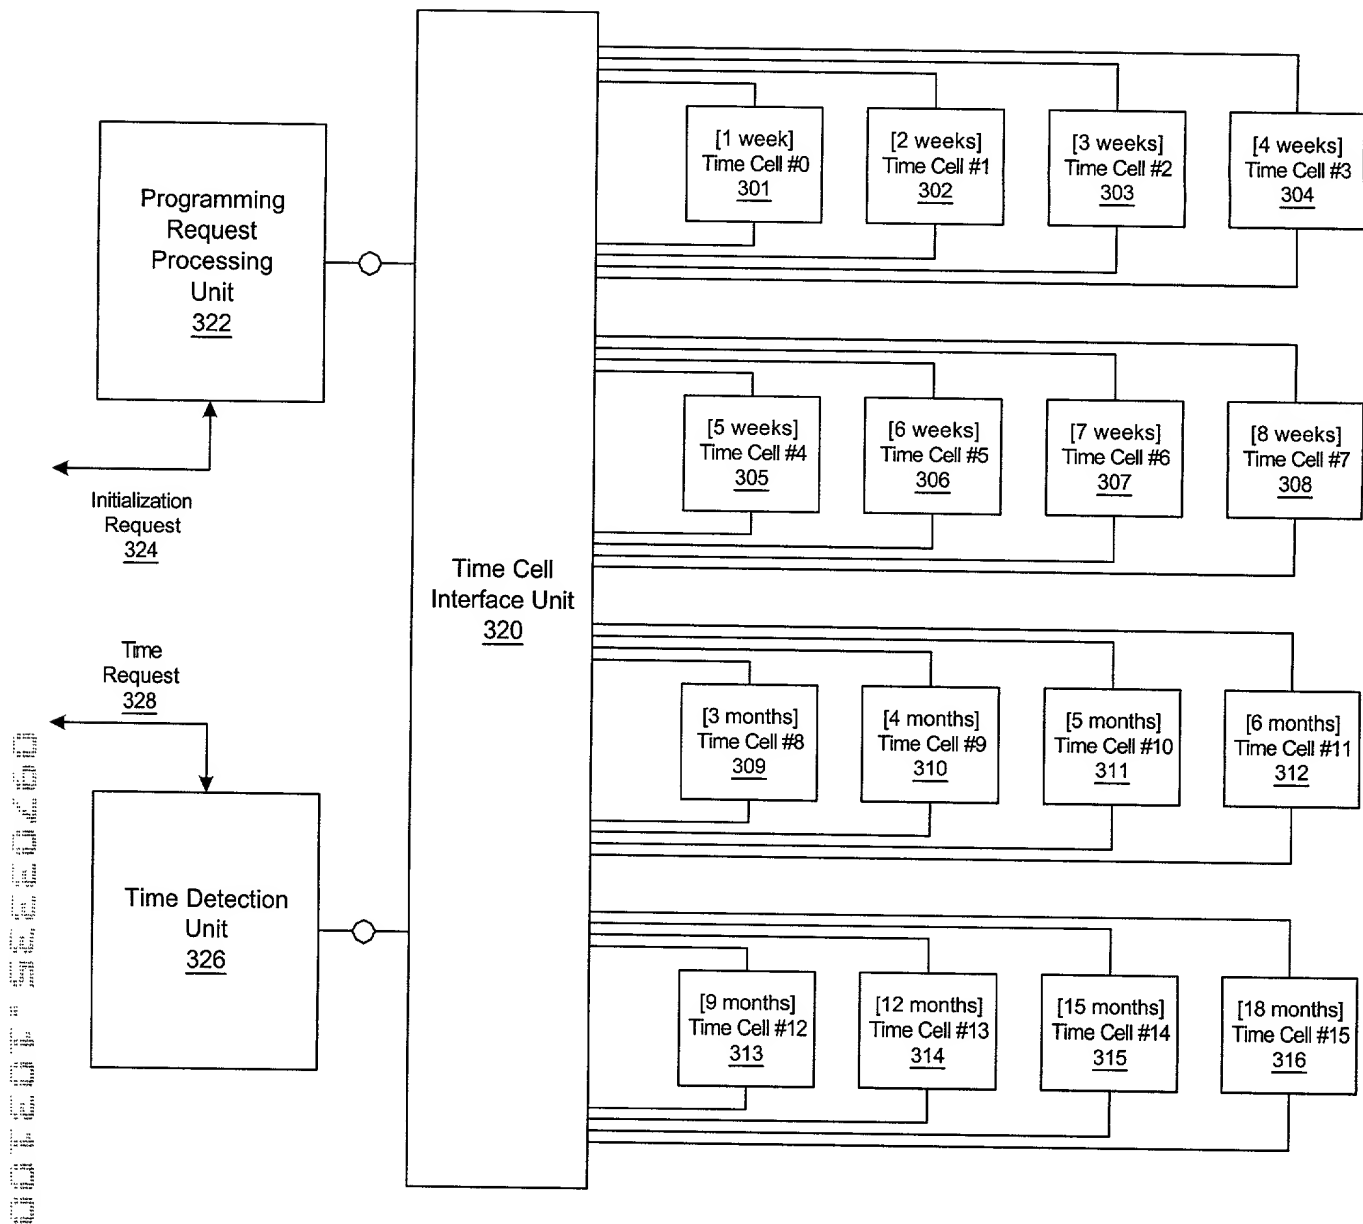 [1 week]
Time Cell #0
301
[2 weeks]
Time Cell #1
302
[3 weeks]
Time Cell #2
303
[4 weeks]
Time Cell #3
304
Programming
Request
Processing
Unit
322
[5 weeks]
Time Cell #4
305
[6 weeks]
Time Cell #5
306
[7 weeks]
Time Cell #6
307
[8 weeks]
Time Cell #7
308
Initialization
Request
324
Time Cell
Interface Unit
320
Time
Request
328
[3 months]
Time Cell #8
309
[4 months]
Time Cell #9
310
[5 months]
Time Cell #10
311
[6 months]
Time Cell #11
312
Time Detection
Unit
326
[9 months]
Time Cell #12
313
[12 months]
Time Cell #13
314
[15 months]
Time Cell #14
315
[18 months]
Time Cell #15
316